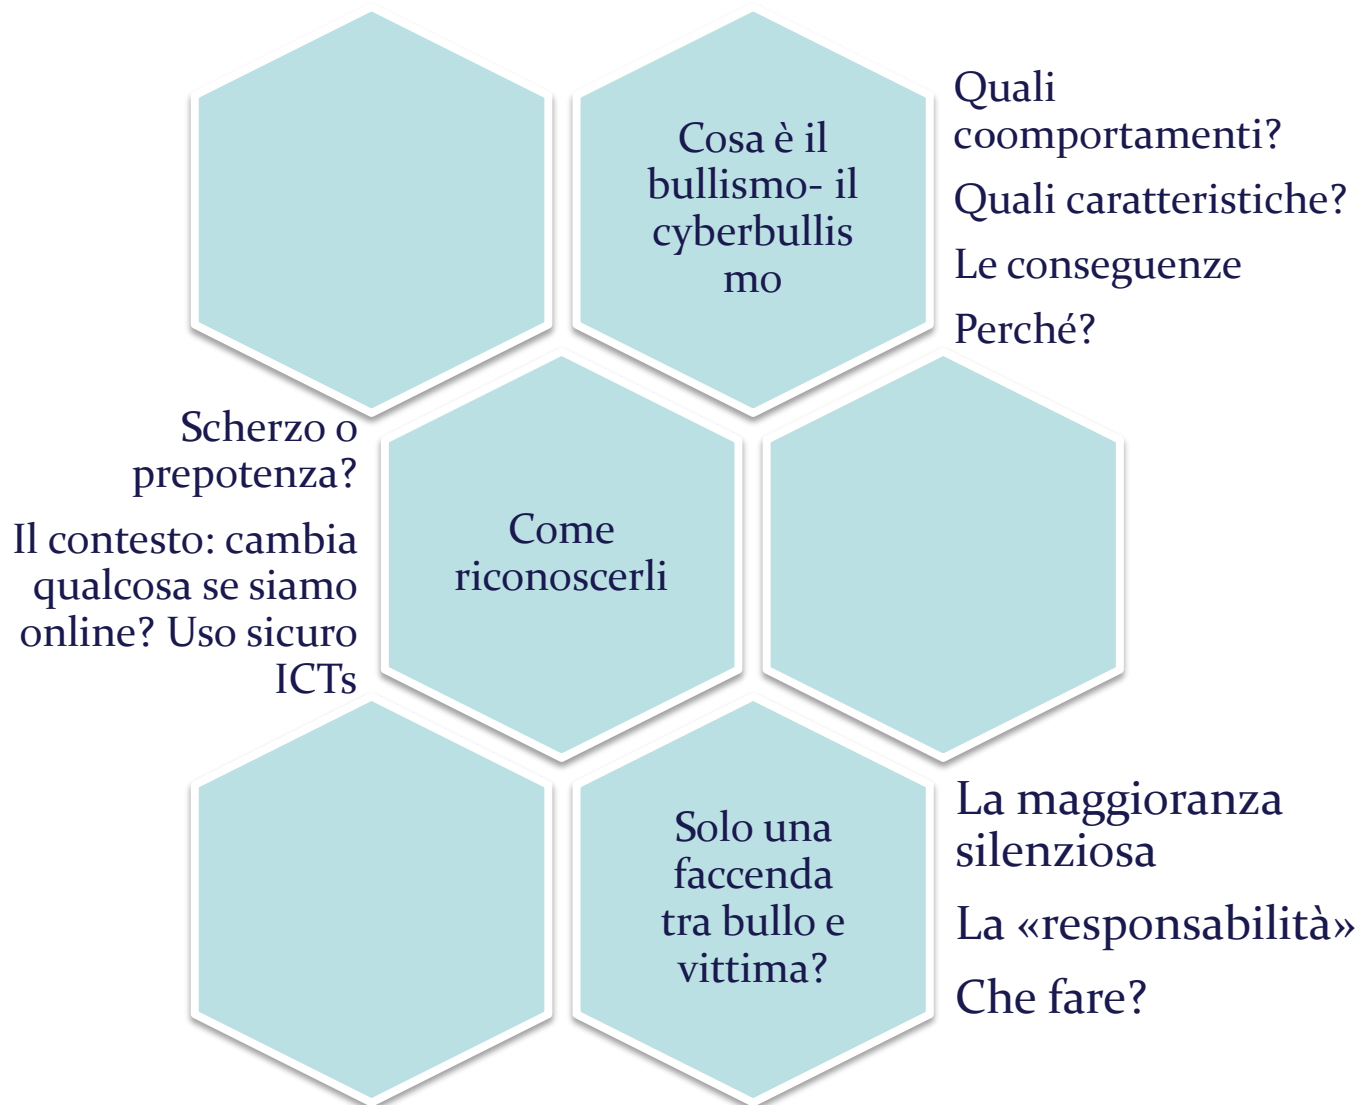 Cosa è il
bullismo- il
cyberbullis
mo
Quali
coomportamenti?
Quali caratteristiche?
Le conseguenze
Perché?
Scherzo o
prepotenza?
Il contesto: cambia
qualcosa se siamo
online? Uso sicuro
ICTs
Come
riconoscerli
Solo una
faccenda
tra bullo e
vittima?
La maggioranza
silenziosa
La «responsabilità»
Che fare?